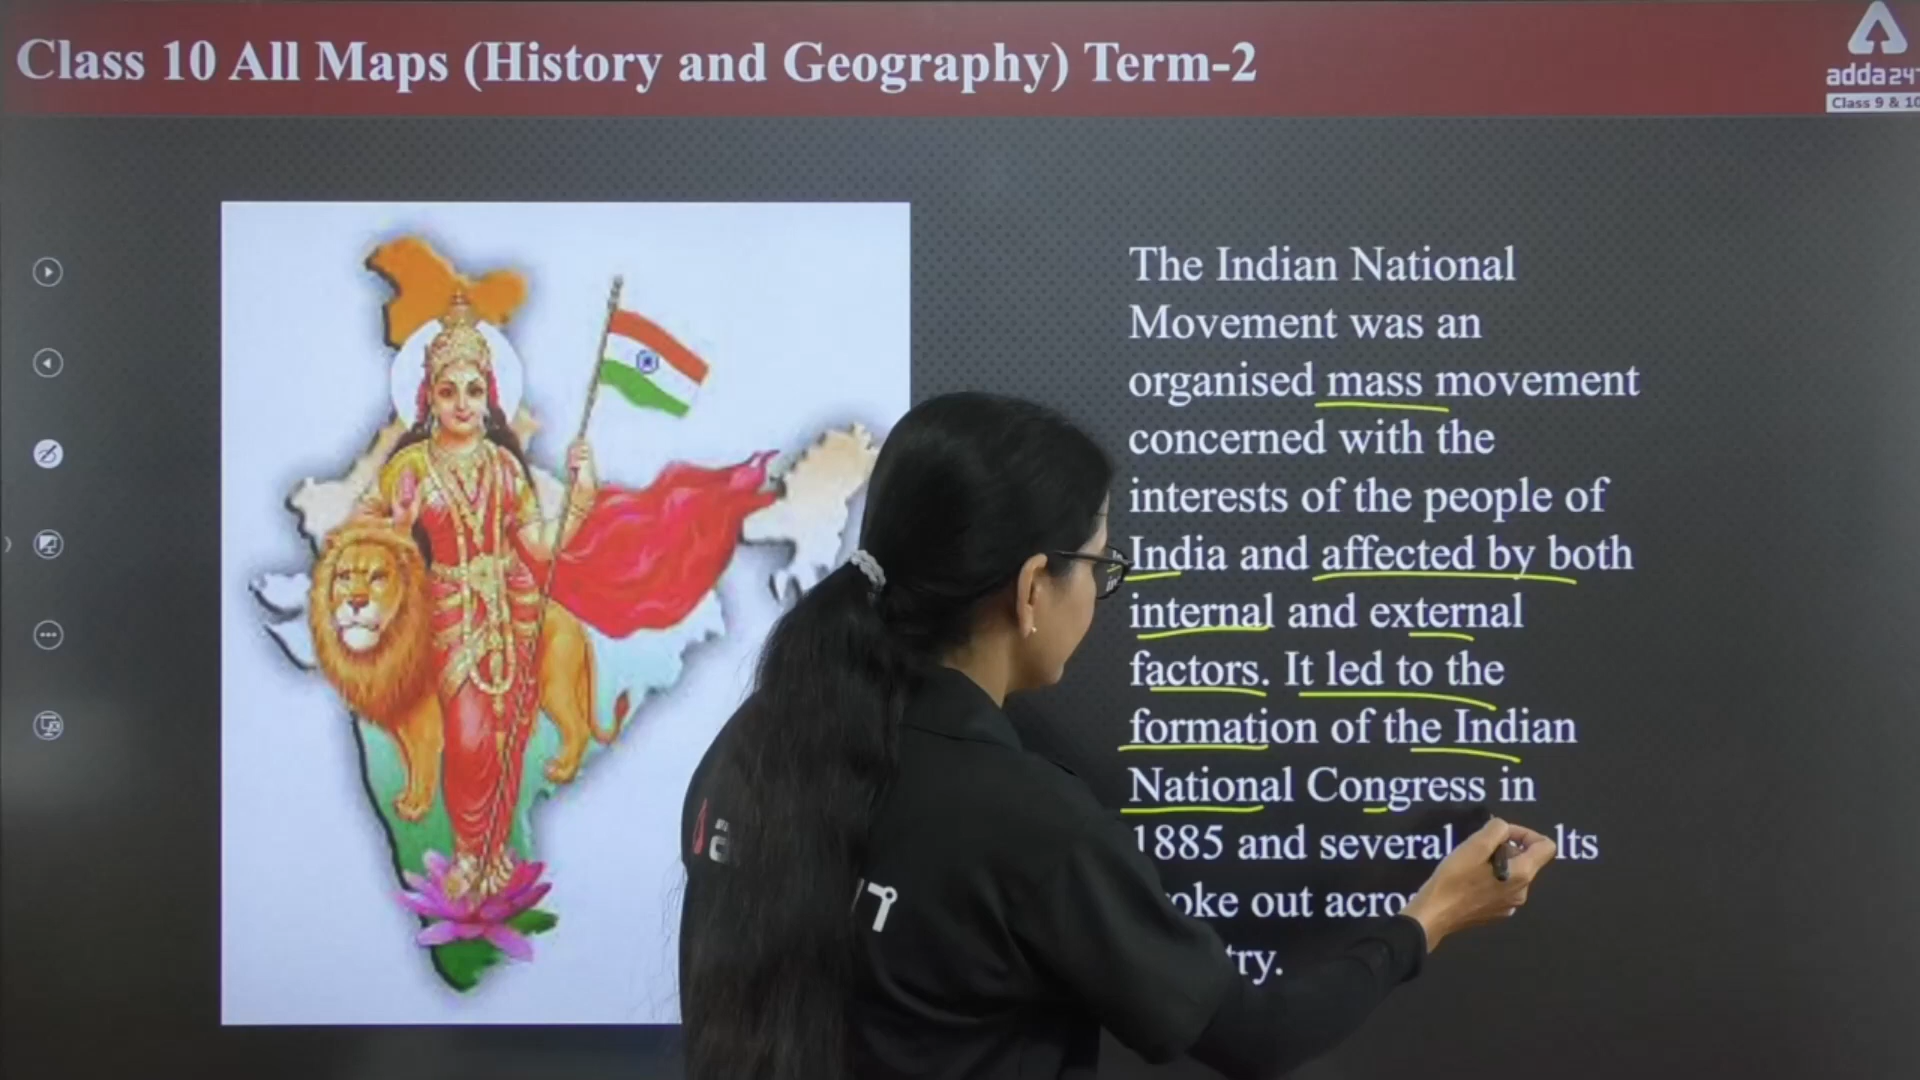 Class 10 All Maps (History and Geography) Term-2
adda247
Class 9 & 10
The Indian National
Movement was an
organised mass movement
concerned with the
interests of the people of
India and affected by both
internal and external
factors. It led to the
formation of the Indian
National Congress in
1885 and several
out